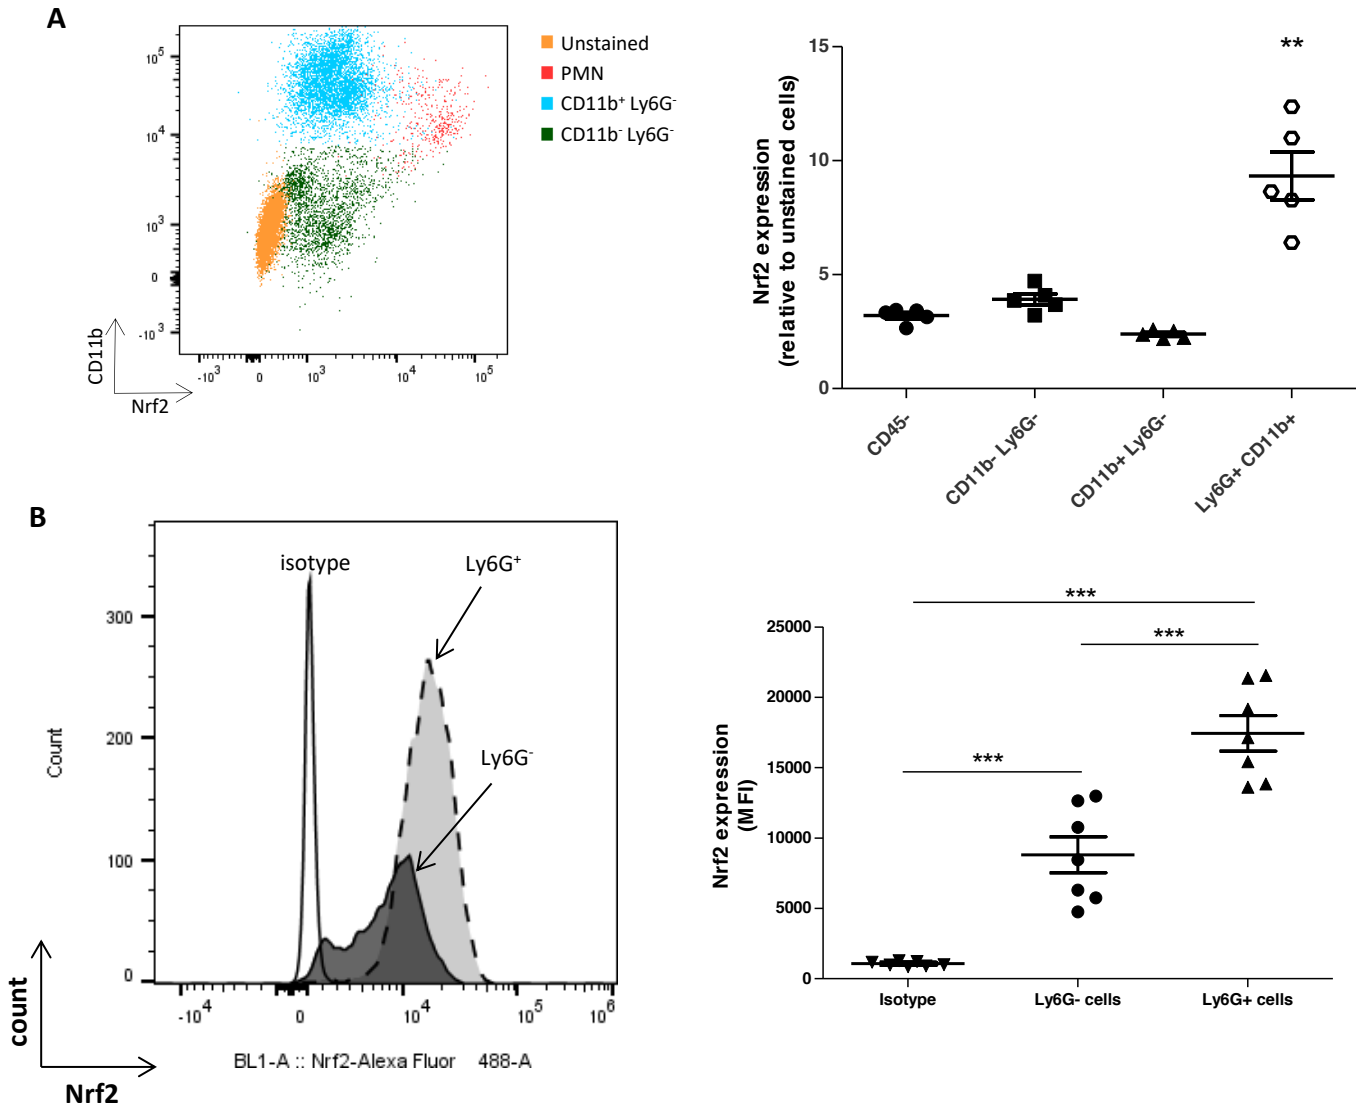 A
10⁵
10⁴
10³
0
-10³
-10³
0
10³
10⁴
10⁵
CD11b
Nrf2
Unstained
PMN
CD11b⁺ Ly6G⁻
CD11b⁻ Ly6G⁻
Nrf2 expression
(relative to unstained cells)
15
10
5
0
**
CD45-
CD11b- Ly6G-
CD11b+ Ly6G-
Ly6G+ CD11b+
B
isotype
Ly6G⁺
Ly6G⁻
Count
300
200
100
0
-10⁴
0
10⁴
10⁵
10⁶
BL1-A :: Nrf2-Alexa Fluor 488-A
count
Nrf2
Nrf2 expression
(MFI)
25000
20000
15000
10000
5000
0
***
***
***
Isotype
Ly6G- cells
Ly6G+ cells